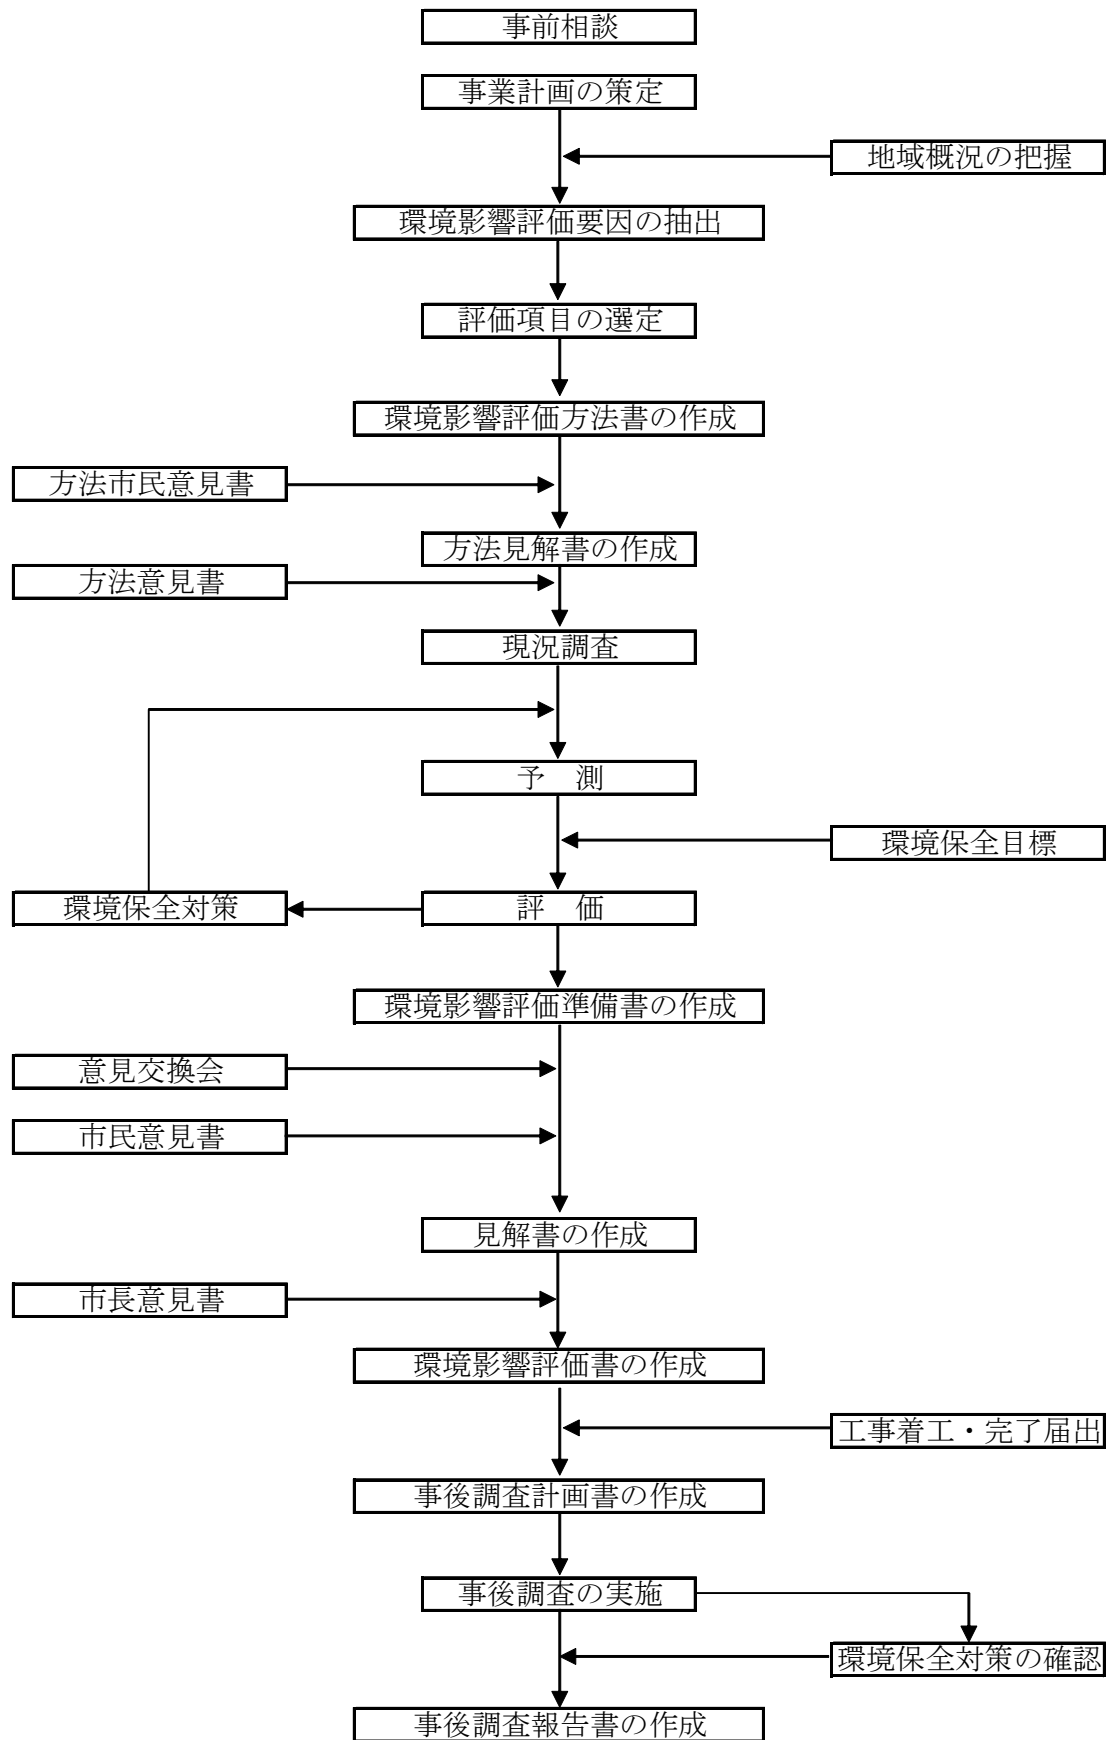 事前相談
事業計画の策定
地域概況の把握
環境影響評価要因の抽出
評価項目の選定
環境影響評価方法書の作成
方法市民意見書
方法見解書の作成
方法意見書
現況調査
予　測
環境保全目標
環境保全対策
評　価
環境影響評価準備書の作成
意見交換会
市民意見書
見解書の作成
市長意見書
環境影響評価書の作成
工事着工・完了届出
事後調査計画書の作成
事後調査の実施
環境保全対策の確認
事後調査報告書の作成